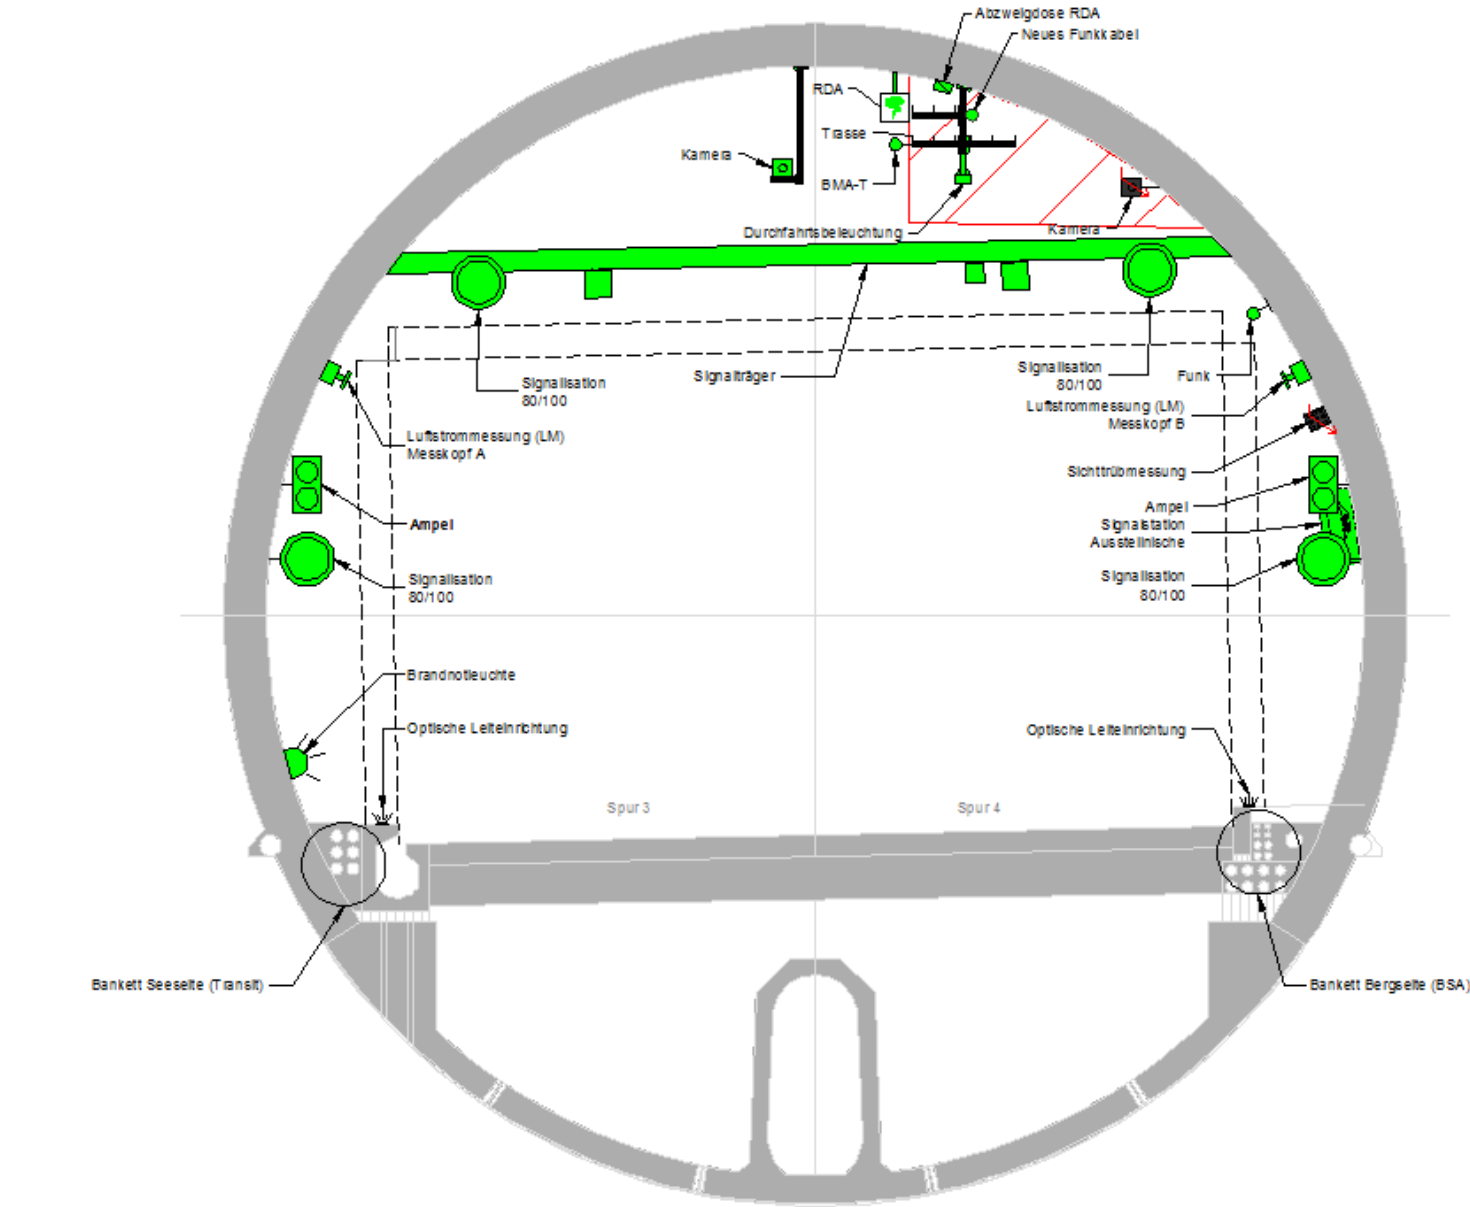 Abzweigdose RDA
Neues Funkkabel
RDA
Trasse
Kamera
BMA-T
Durchfahrtsbeleuchtung
Kamera
Signalisation
80/100
Signalträger
Signalisation
80/100
Funk
Luftstrommessung (LM)
Messkopf A
Luftstrommessung (LM)
Messkopf B
Sichttrübmessung
Ampel
Ampel
Signalstation
Ausstellnische
Signalisation
80/100
Signalisation
80/100
Brandnotleuchte
Optische Leiteinrichtung
Optische Leiteinrichtung
Spur 3
Spur 4
Bankett Seeseite (Transit)
Bankett Bergseite (BSA)